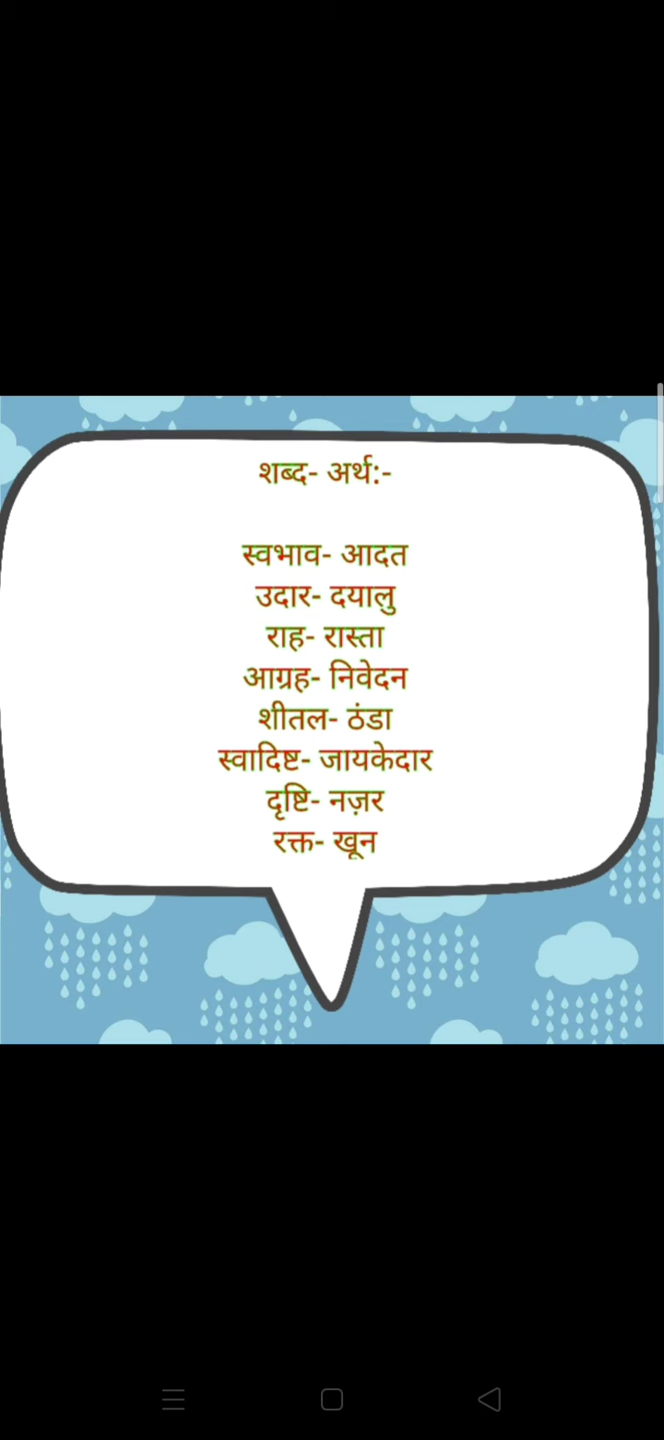 शब्द- अर्थ:-
स्वभाव- आदत
उदार- दयालु
राह- रास्ता
आग्रह- निवेदन
शीतल- ठंडा
स्वादिष्ट- जायकेदार
दृष्टि- नज़र
रक्त- खून